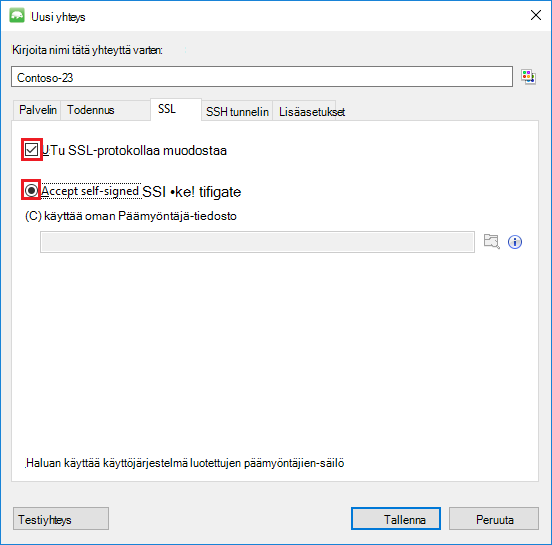 Uusi yhteys
Kirjoita nimi tätä yhteyttä varten:
Contoso-23
Palvelin Todennus SSL SSH tunnelin Lisäasetukset
UTu SSL-protokollaa muodostaa
Accept self-signed SSI •ke! tifigate
(C) käyttää oman Päämyöntäjä-tiedosto
Haluan käyttää käyttöjärjestelmä luotettujen päämyöntäjien-säilö
Testiyhteys Tallenna Peruuta